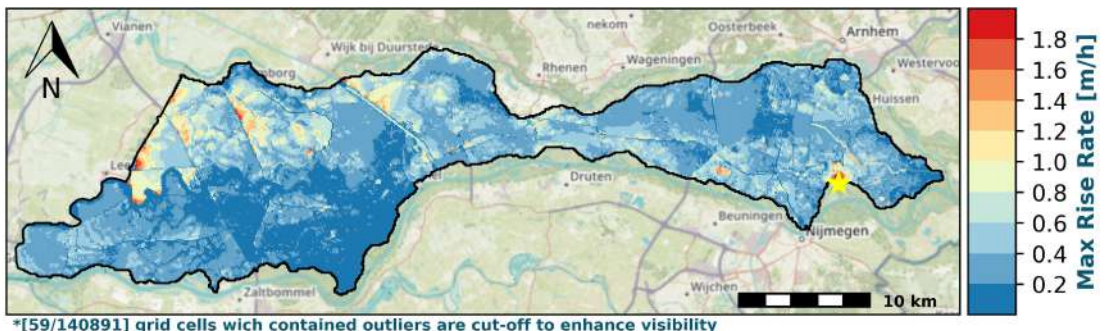 Vianen
nekom
Oosterbeek
Arnhem
Wijk bij Duurstede
Wageningen
Rhenen
Westervoo
borg
Huissen
N
Lee
Druten
Beuningen
Nijmegen
Wijchen
Zaltbommel
10 km
1.8
1.6
1.4
1.2
1.0
0.8
0.6
0.4
0.2
Max Rise Rate [m/h]
*[59/140891] grid cells wich contained outliers are cut-off to enhance visibility